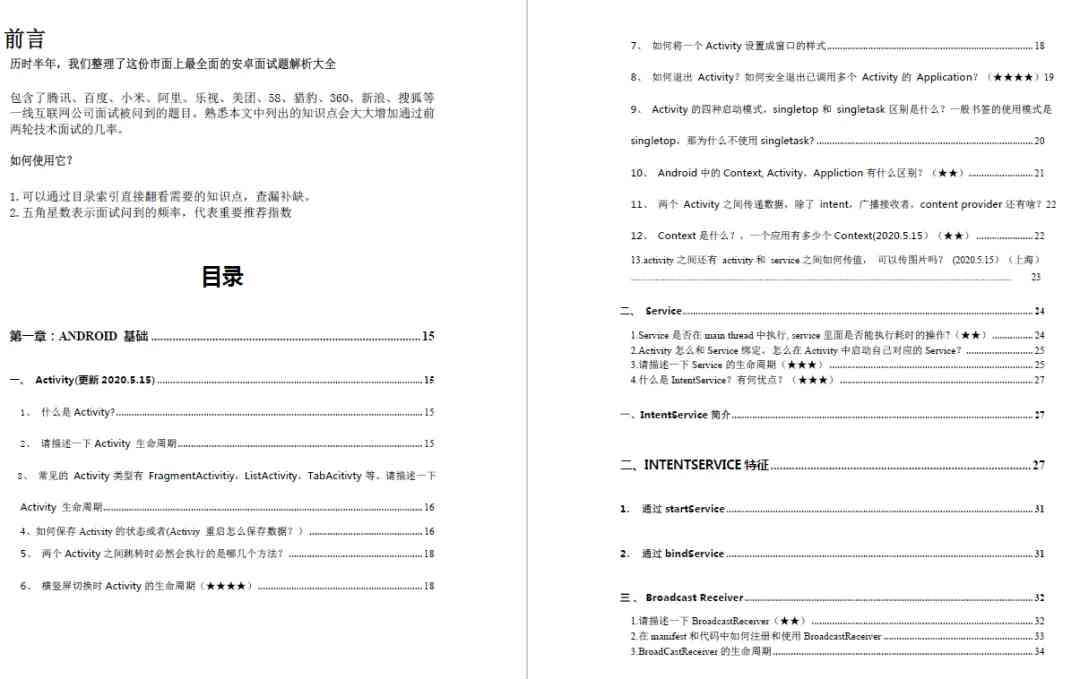 前言
历时半年，我们整理了这份市面上最全面的安卓面试题解析大全
包含了腾讯、百度、小米、阿里、乐视、美团、58、猎豹、360、新浪、搜狐等
一线互联网公司面试被问到的题目。熟悉本文中列出的知识点会大大增加通过前
两轮技术面试的几率。
如何使用它？
1.可以通过目录索引直接翻看需要的知识点，查漏补缺。
2.五角星数表示面试问到的频率，代表重要推荐指数
目录
第一章：ANDROID 基础 15
一、 Activity(更新 2020.5.15) 15
1、 什么是 Activity? 15
2、 请描述一下 Activity 生命周期 15
3、 常见的 Activity 类型有 FragmentActivitiy，ListActivity，TabAcitivty 等。请描述一下
Activity 生命周期 16
4、如何保存 Activity 的状态或者(Activiy 重启怎么保存数据？） 16
5、 两个 Activity 之间跳转时必然会执行的是哪几个方法？ 18
6、 横竖屏切换时 Activity 的生命周期（★★★★） 18
7、 如何将一个 Activity 设置成窗口的样式 18
8、 如何退出 Activity？如何安全退出已调用多个 Activity 的 Application？（★★★★）19
9、 Activity 的四种启动模式，singletop 和 singletask 区别是什么？一般书签的使用模式是
singletop，那为什么不使用 singletask? 20
10、 Android 中的 Context, Activity，Appliction 有什么区别？（★★） 21
11、 两个 Activity 之间传递数据，除了 intent，广播接收者，content provider 还有啥？22
12、 Context 是什么？，一个应用有多少个 Context(2020.5.15）（★★） 22
13.activity 之间还有 activity 和 service 之间如何传值， 可以传图片吗？ (2020.5.15)（上海）
23
二、 Service 24
1.Service 是否在 main thread 中执行, service 里面是否能执行耗时的操作?（★★） 24
2.Activity 怎么和 Service 绑定，怎么在 Activity 中启动自己对应的 Service？ 25
3.请描述一下 Service 的生命周期（★★★） 25
4.什么是 IntentService？有何优点？（★★★） 27
一、IntentService 简介 27
二、INTENTSERVICE 特征 27
1. 通过 startService 31
2. 通过 bindService 31
三 、 Broadcast Receiver 32
1.请描述一下 BroadcastReceiver（★★） 32
2.在 manifest 和代码中如何注册和使用 BroadcastReceiver 33
3.BroadCastReceiver 的生命周期 34